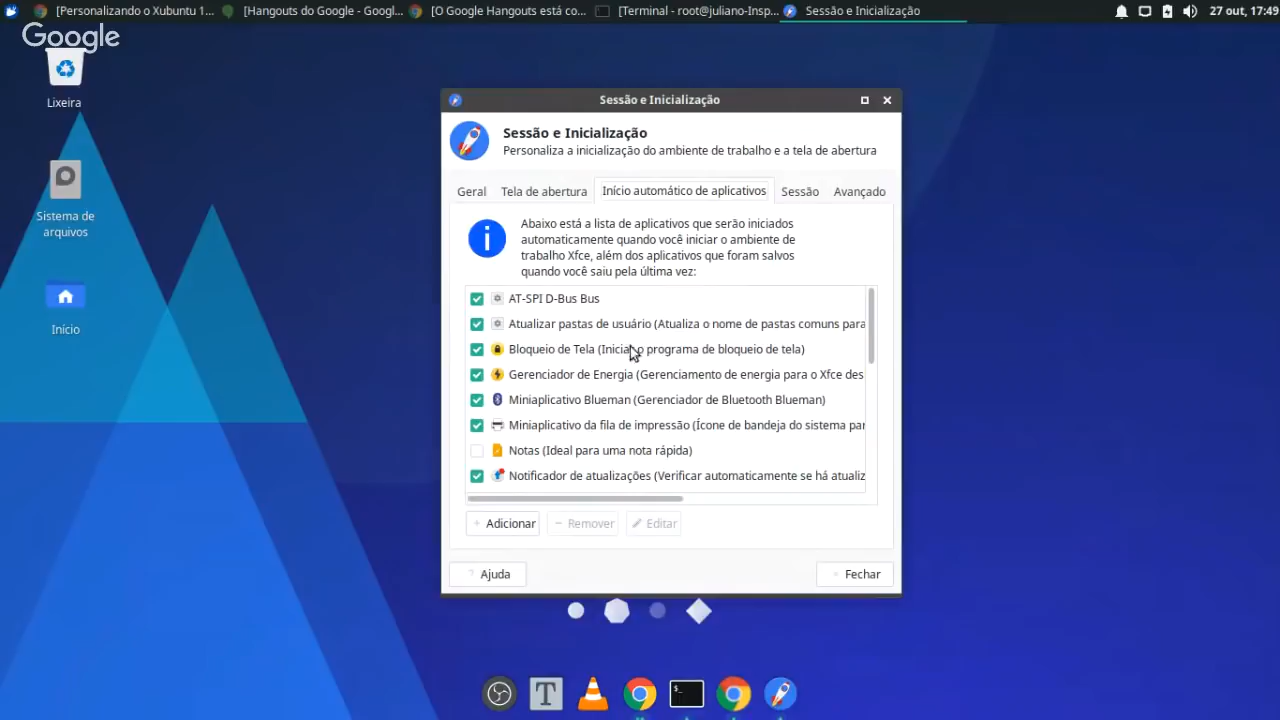 [Personalizando o Xubuntu 1...
[Hangouts do Google - Googl...
[O Google Hangouts está co...
[Terminal - root@juliano-Insp...
Sessão e Inicialização
27 out, 17:49
Google
Lixeira
Sistema de
arquivos
Início
Sessão e Inicialização
Sessão e Inicialização
Personaliza a inicialização do ambiente de trabalho e a tela de abertura
Geral
Tela de abertura
Início automático de aplicativos
Sessão
Avançado
Abaixo está a lista de aplicativos que serão iniciados
automaticamente quando você iniciar o ambiente de
trabalho Xfce, além dos aplicativos que foram salvos
quando você saiu pela última vez:
AT-SPI D-Bus Bus
Atualizar pastas de usuário (Atualiza o nome de pastas comuns para
Bloqueio de Tela (Iniciar o programa de bloqueio de tela)
Gerenciador de Energia (Gerenciamento de energia para o Xfce des
Miniaplicativo Blueman (Gerenciador de Bluetooth Blueman)
Miniaplicativo da fila de impressão (Ícone de bandeja do sistema par
Notas (Ideal para uma nota rápida)
Notificador de atualizações (Verificar automaticamente se há atualiz
Adicionar
Remover
Editar
Ajuda
Fechar